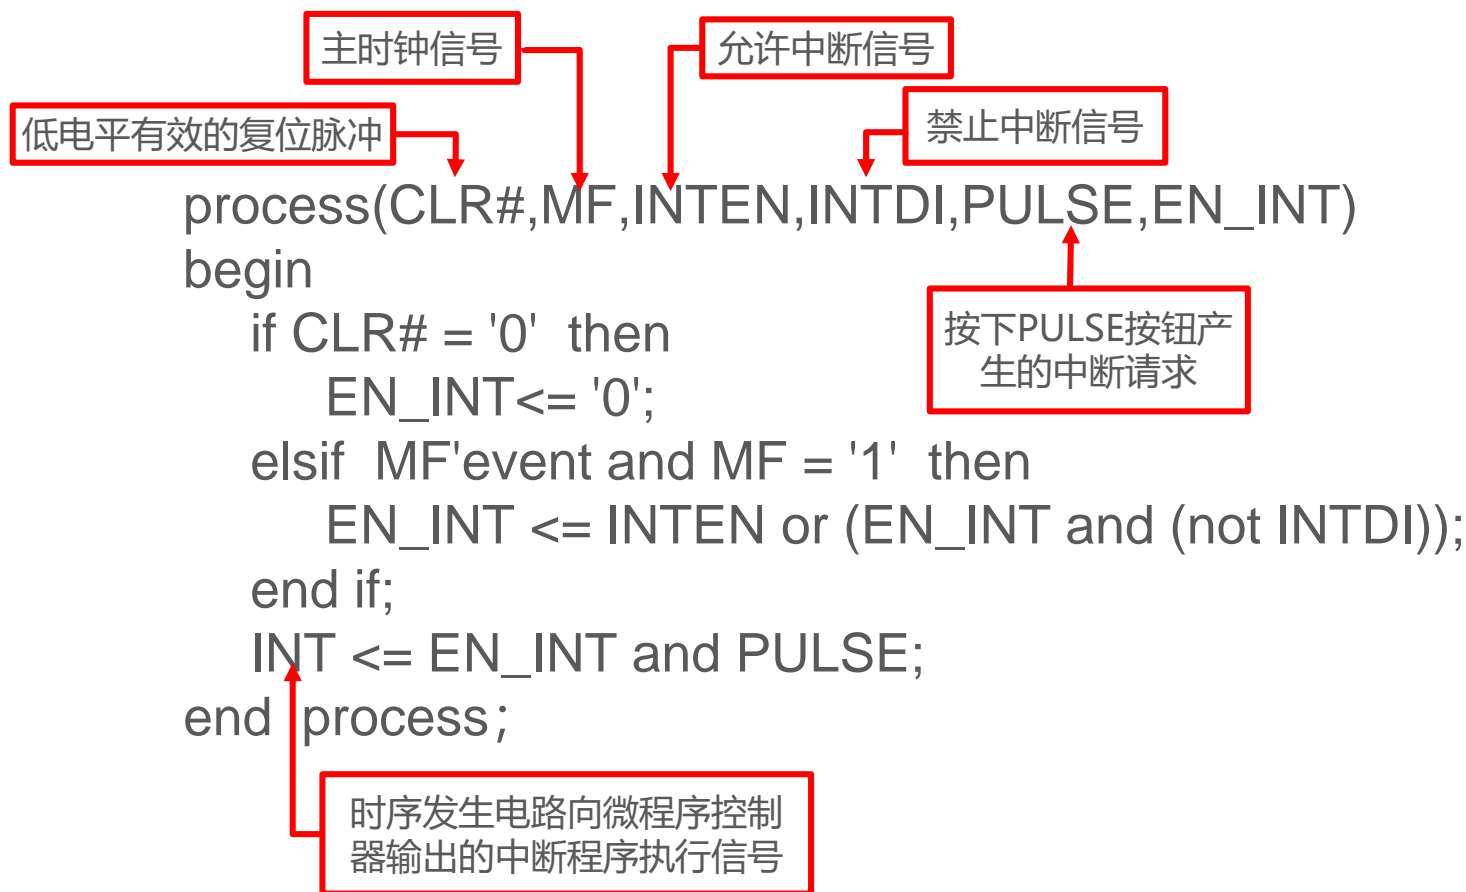 主时钟信号
允许中断信号
低电平有效的复位脉冲
禁止中断信号
process(CLR#,MF,INTEN,INTDI,PULSE,EN_INT)
begin
if CLR# = '0' then
EN_INT<= '0';
按下PULSE按钮产
生的中断请求
elsif MF'event and MF = '1' then
EN_INT <= INTEN or (EN_INT and (not INTDI));
end if;
INT <= EN_INT and PULSE;
end process;
时序发生电路向微程序控制
器输出的中断程序执行信号